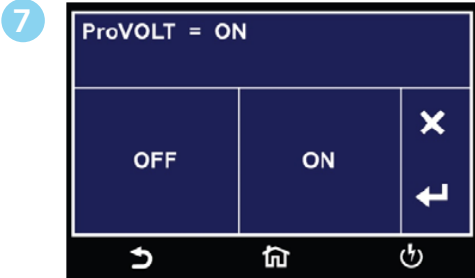 7
ProVOLT = ON
OFF ON